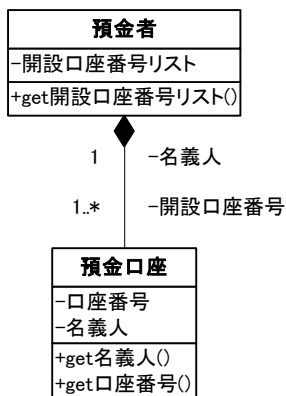 預金者
-開設口座番号リスト
+get開設口座番号リスト()
1 -名義人
1..* -開設口座番号
預金口座
-口座番号
-名義人
+get名義人()
+get口座番号()